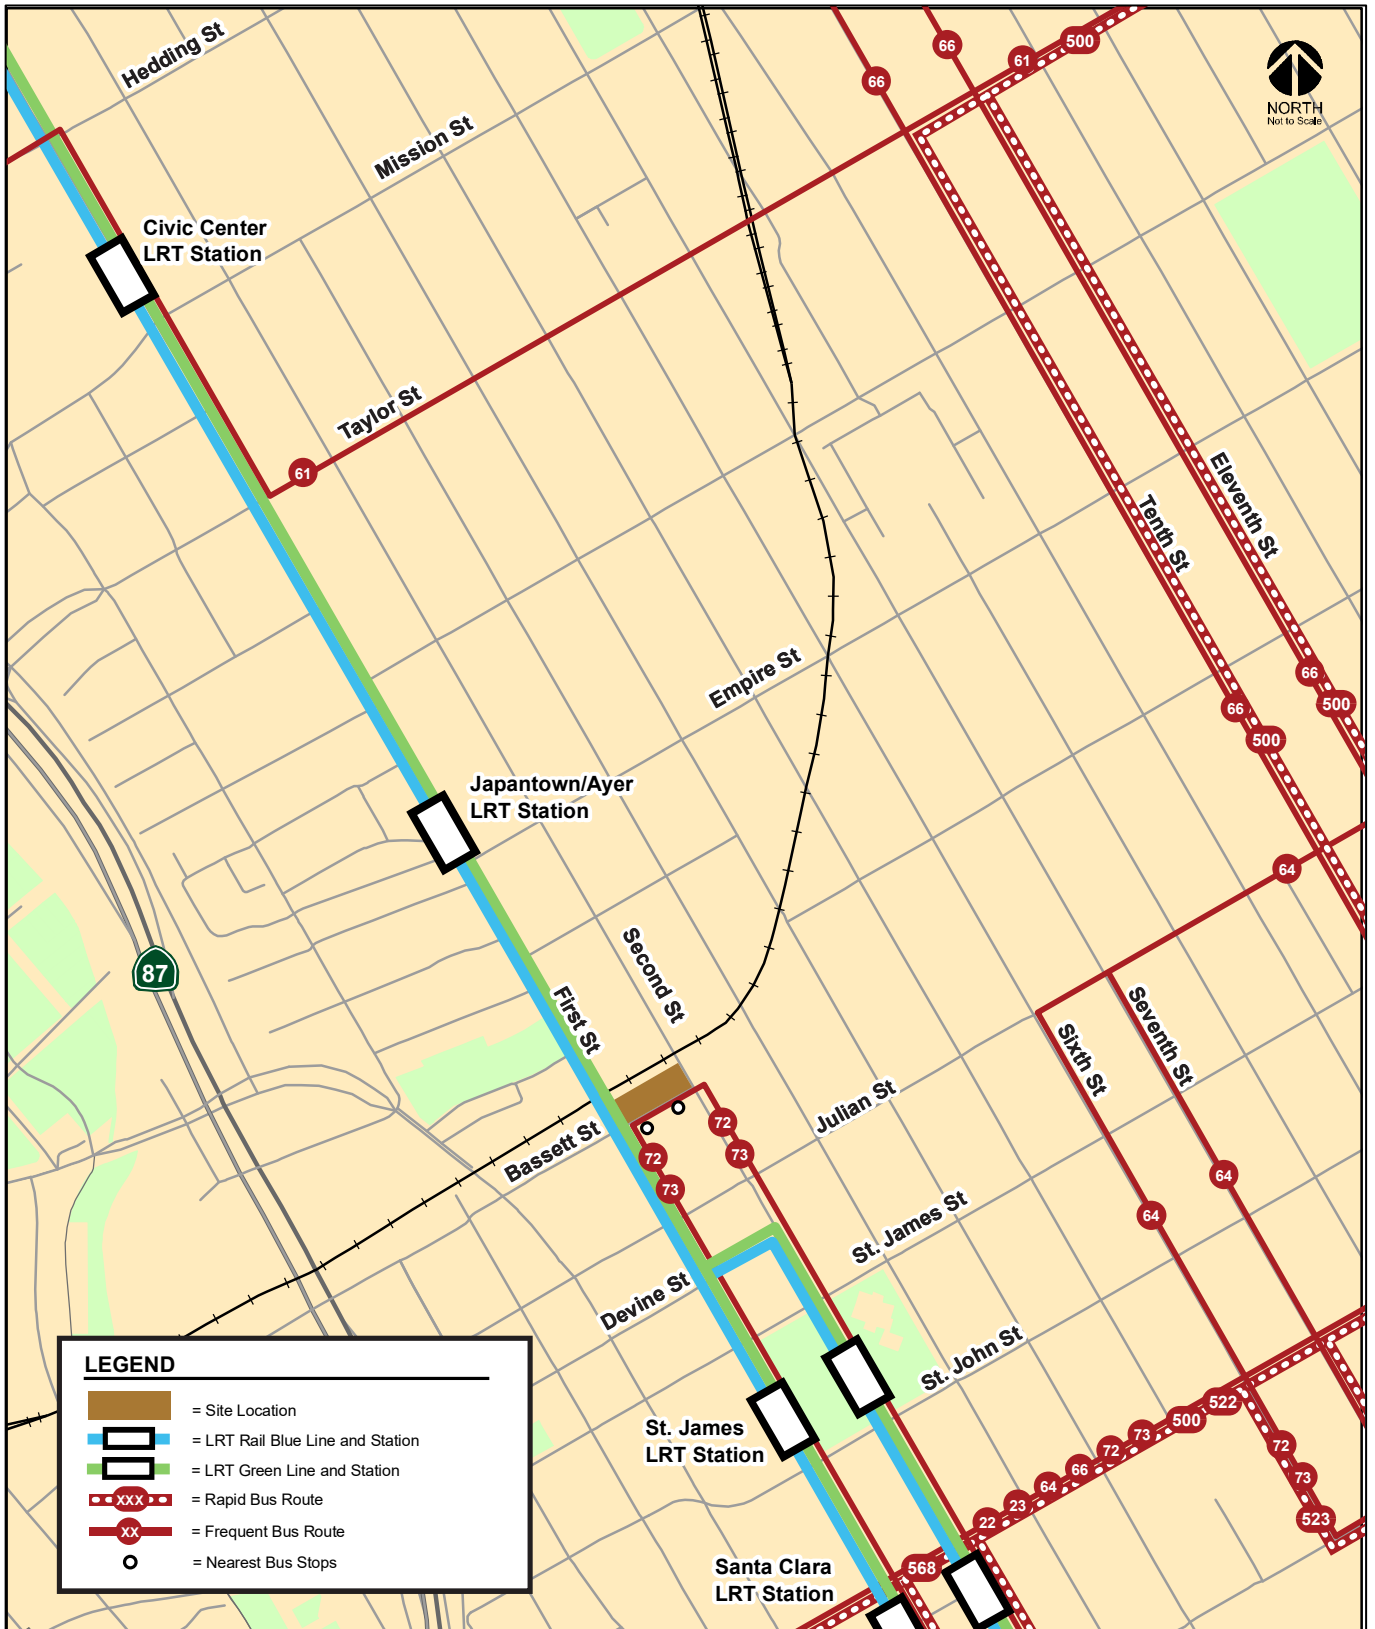 Hedding St
66
61
500
66
NORTH
Not to Scale
Mission St
Civic Center
LRT Station
Taylor St
61
Eleventh St
Tenth St
Empire St
66
500
66
500
Japantown/Ayer
LRT Station
64
Second St
87
First St
Seventh St
Sixth St
Julian St
72
Bassett St
73
72
73
64
64
St. James St
Devine St
St. John St
522
500
73
72
66
64
23
22
72
73
523
St. James
LRT Station
Santa Clara
LRT Station
568
LEGEND
= Site Location
= LRT Rail Blue Line and Station
= LRT Green Line and Station
XXX = Rapid Bus Route
XX = Frequent Bus Route
= Nearest Bus Stops